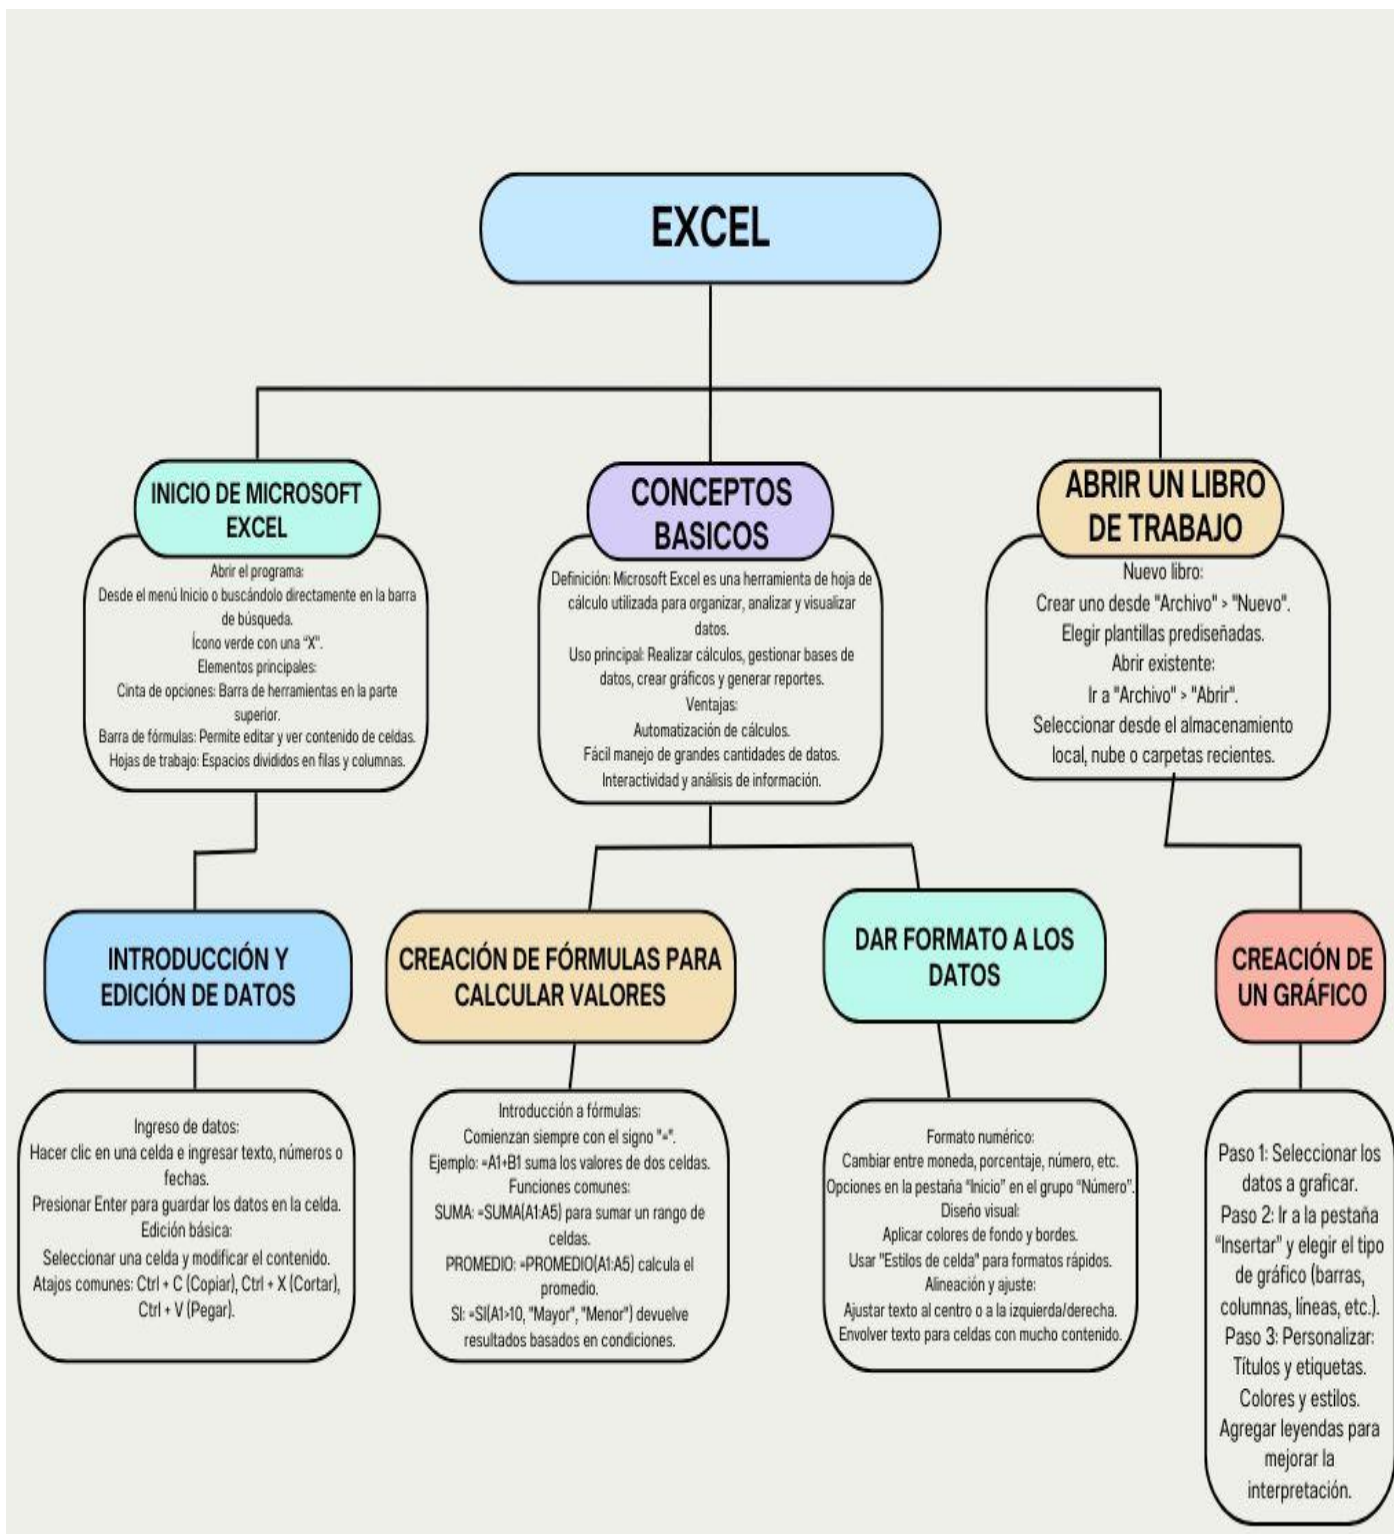 EXCEL
INICIO DE MICROSOFT
EXCEL
Abrir el programa:
Desde el menú Inicio o buscándolo directamente en la barra
de búsqueda.
Ícono verde con una "X".
Elementos principales:
Cinta de opciones: Barra de herramientas en la parte
superior.
Barra de fórmulas: Permite editar y ver contenido de celdas.
Hojas de trabajo: Espacios divididos en filas y columnas.
CONCEPTOS
BASICOS
Definición: Microsoft Excel es una herramienta de hoja de
cálculo utilizada para organizar, analizar y visualizar
datos.
Uso principal: Realizar cálculos, gestionar bases de
datos, crear gráficos y generar reportes.
Ventajas:
Automatización de cálculos.
Fácil manejo de grandes cantidades de datos.
Interactividad y análisis de información.
ABRIR UN LIBRO
DE TRABAJO
Nuevo libro:
Crear uno desde "Archivo" > "Nuevo".
Elegir plantillas prediseñadas.
Abrir existente:
Ir a "Archivo" > "Abrir".
Seleccionar desde el almacenamiento
local, nube o carpetas recientes.
INTRODUCCIÓN Y
EDICIÓN DE DATOS
Ingreso de datos:
Hacer clic en una celda e ingresar texto, números o
fechas.
Presionar Enter para guardar los datos en la celda.
Edición básica:
Seleccionar una celda y modificar el contenido.
Atajos comunes: Ctrl + C (Copiar), Ctrl + X (Cortar),
Ctrl + V (Pegar).
CREACIÓN DE FÓRMULAS PARA
CALCULAR VALORES
Introducción a fórmulas:
Comienzan siempre con el signo "=".
Ejemplo: =A1+B1 suma los valores de dos celdas.
Funciones comunes:
SUMA: =SUMA(A1:A5) para sumar un rango de
celdas.
PROMEDIO: =PROMEDIO(A1:A5) calcula el
promedio.
SI: =SI(A1>10, "Mayor", "Menor") devuelve
resultados basados en condiciones.
DAR FORMATO A LOS
DATOS
Formato numérico:
Cambiar entre moneda, porcentaje, número, etc.
Opciones en la pestaña "Inicio" en el grupo "Número".
Diseño visual:
Aplicar colores de fondo y bordes.
Usar "Estilos de celda" para formatos rápidos.
Alineación y ajuste:
Ajustar texto al centro o a la izquierda/derecha.
Envolver texto para celdas con mucho contenido.
CREACIÓN DE
UN GRÁFICO
Paso 1: Seleccionar los
datos a graficar.
Paso 2: Ir a la pestaña
"Insertar" y elegir el tipo
de gráfico (barras,
columnas, líneas, etc.).
Paso 3: Personalizar:
Títulos y etiquetas.
Colores y estilos.
Agregar leyendas para
mejorar la
interpretación.